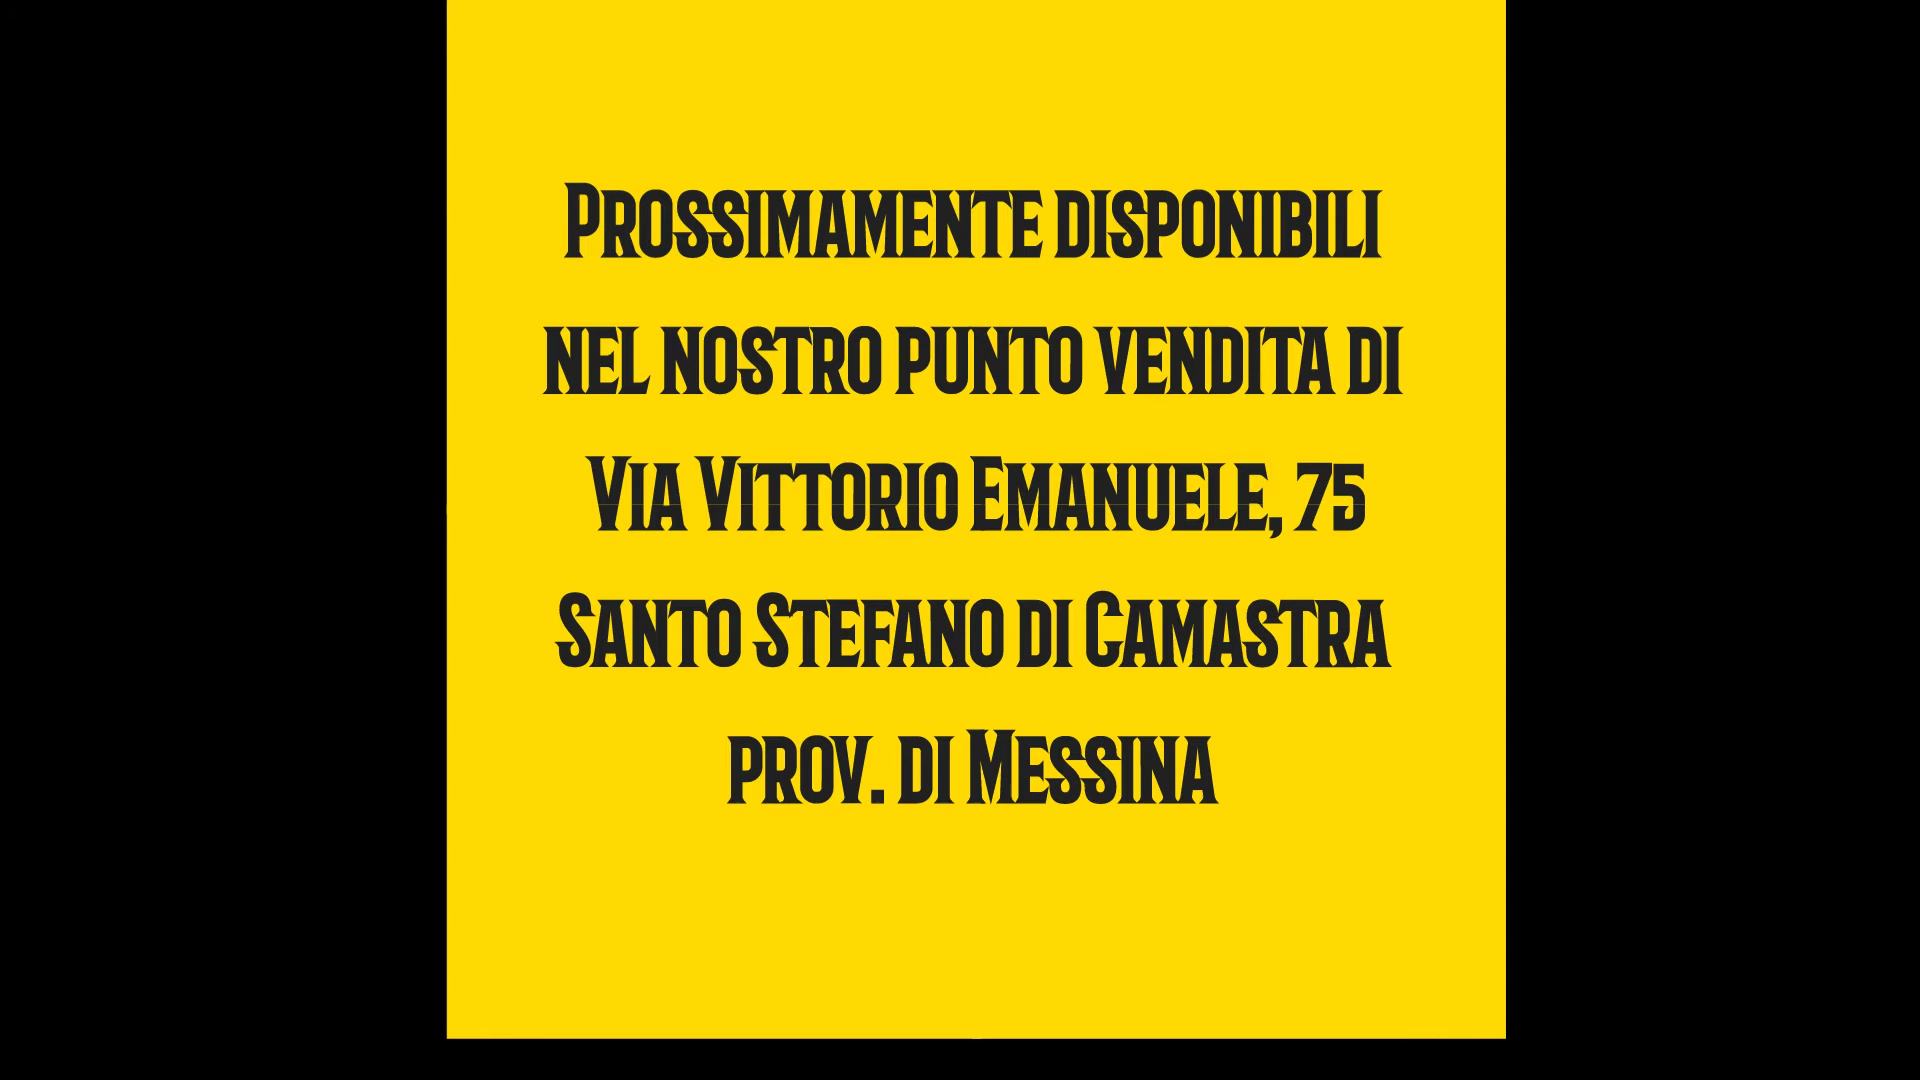 Prossimamente disponibili
nel nostro punto vendita di
Via Vittorio Emanuele, 75
Santo Stefano di Camastra
prov. di Messina